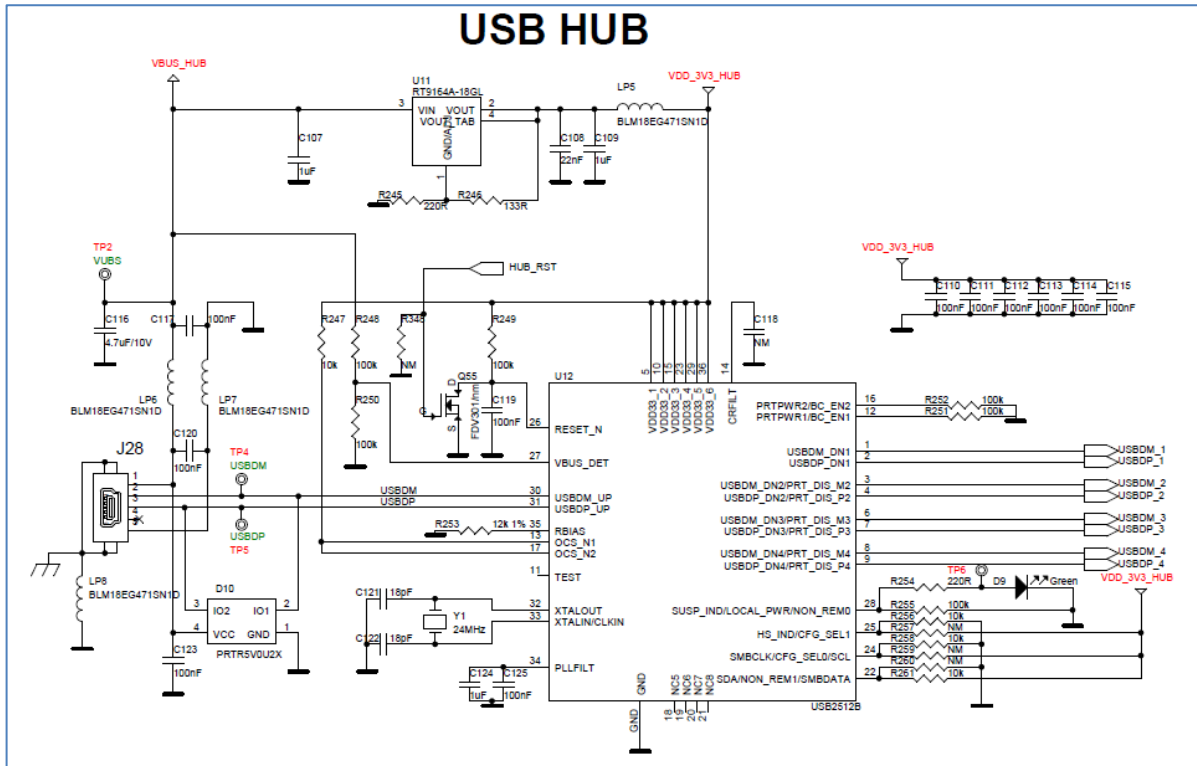 USB HUB
VBUS_HUB
U11
RT9164A-18GL
3
VIN
VOUT
2
VOUT
TAB
4
GND/ADJ
1
LP5
BLM18EG471SN1D
VDD_3V3_HUB
C107
1uF
C108
22nF
C109
1uF
R245
220R
R246
133R
TP2
VUBS
HUB_RST
VDD_3V3_HUB
C110
C111
C112
C113
C114
C115
100nF
100nF
100nF
100nF
100nF
100nF
C116
4.7uF/10V
C117
100nF
R247
10k
R248
100k
R348
NM
R249
100k
C118
NM
LP6
BLM18EG471SN1D
LP7
BLM18EG471SN1D
Q55
D
G
S
FDV301/nm
C119
100nF
R250
100k
U12
5
10
15
23
29
36
14
VDD33_1
VDD33_2
VDD33_3
VDD33_4
VDD33_5
VDD33_6
CRFILT
26
RESET_N
27
VBUS_DET
PRTPWR2/BC_EN2
16
R252
100k
PRTPWR1/BC_EN1
12
R251
100k
C120
100nF
J28
1
2
3
4
5
TP4
USBDM
USBDM
USBDP
USBDP
TP5
30
USBDM_UP
31
USBDP_UP
R253
12k 1%
35
RBIAS
13
OCS_N1
17
OCS_N2
11
TEST
USBDM_DN1
1
USBDM_1
USBDP_DN1
2
USBDP_1
USBDM_DN2/PRT_DIS_M2
3
USBDM_2
USBDP_DN2/PRT_DIS_P2
4
USBDP_2
USBDM_DN3/PRT_DIS_M3
6
USBDM_3
USBDP_DN3/PRT_DIS_P3
7
USBDP_3
USBDM_DN4/PRT_DIS_M4
8
USBDM_4
USBDP_DN4/PRT_DIS_P4
9
USBDP_4
LP8
BLM18EG471SN1D
D10
3
IO2
IO1
2
4
VCC
GND
1
PRTR5V0U2X
C123
100nF
C121
18pF
Y1
24MHz
C122
18pF
32
XTALOUT
33
XTALIN/CLKIN
34
PLLFILT
C124
1uF
C125
100nF
TP6
VDD_3V3_HUB
R254
220R
D9
Green
SUSP_IND/LOCAL_PWR/NON_REM0
28
R255
100k
R256
10k
HS_IND/CFG_SEL1
25
R257
NM
R258
10k
SMBCLK/CFG_SEL0/SCL
24
R259
NM
R260
NM
SDA/NON_REM1/SMBDATA
22
R261
10k
GND
NC5
NC6
NC7
NC8
GND
18
19
20
21
USB2512B